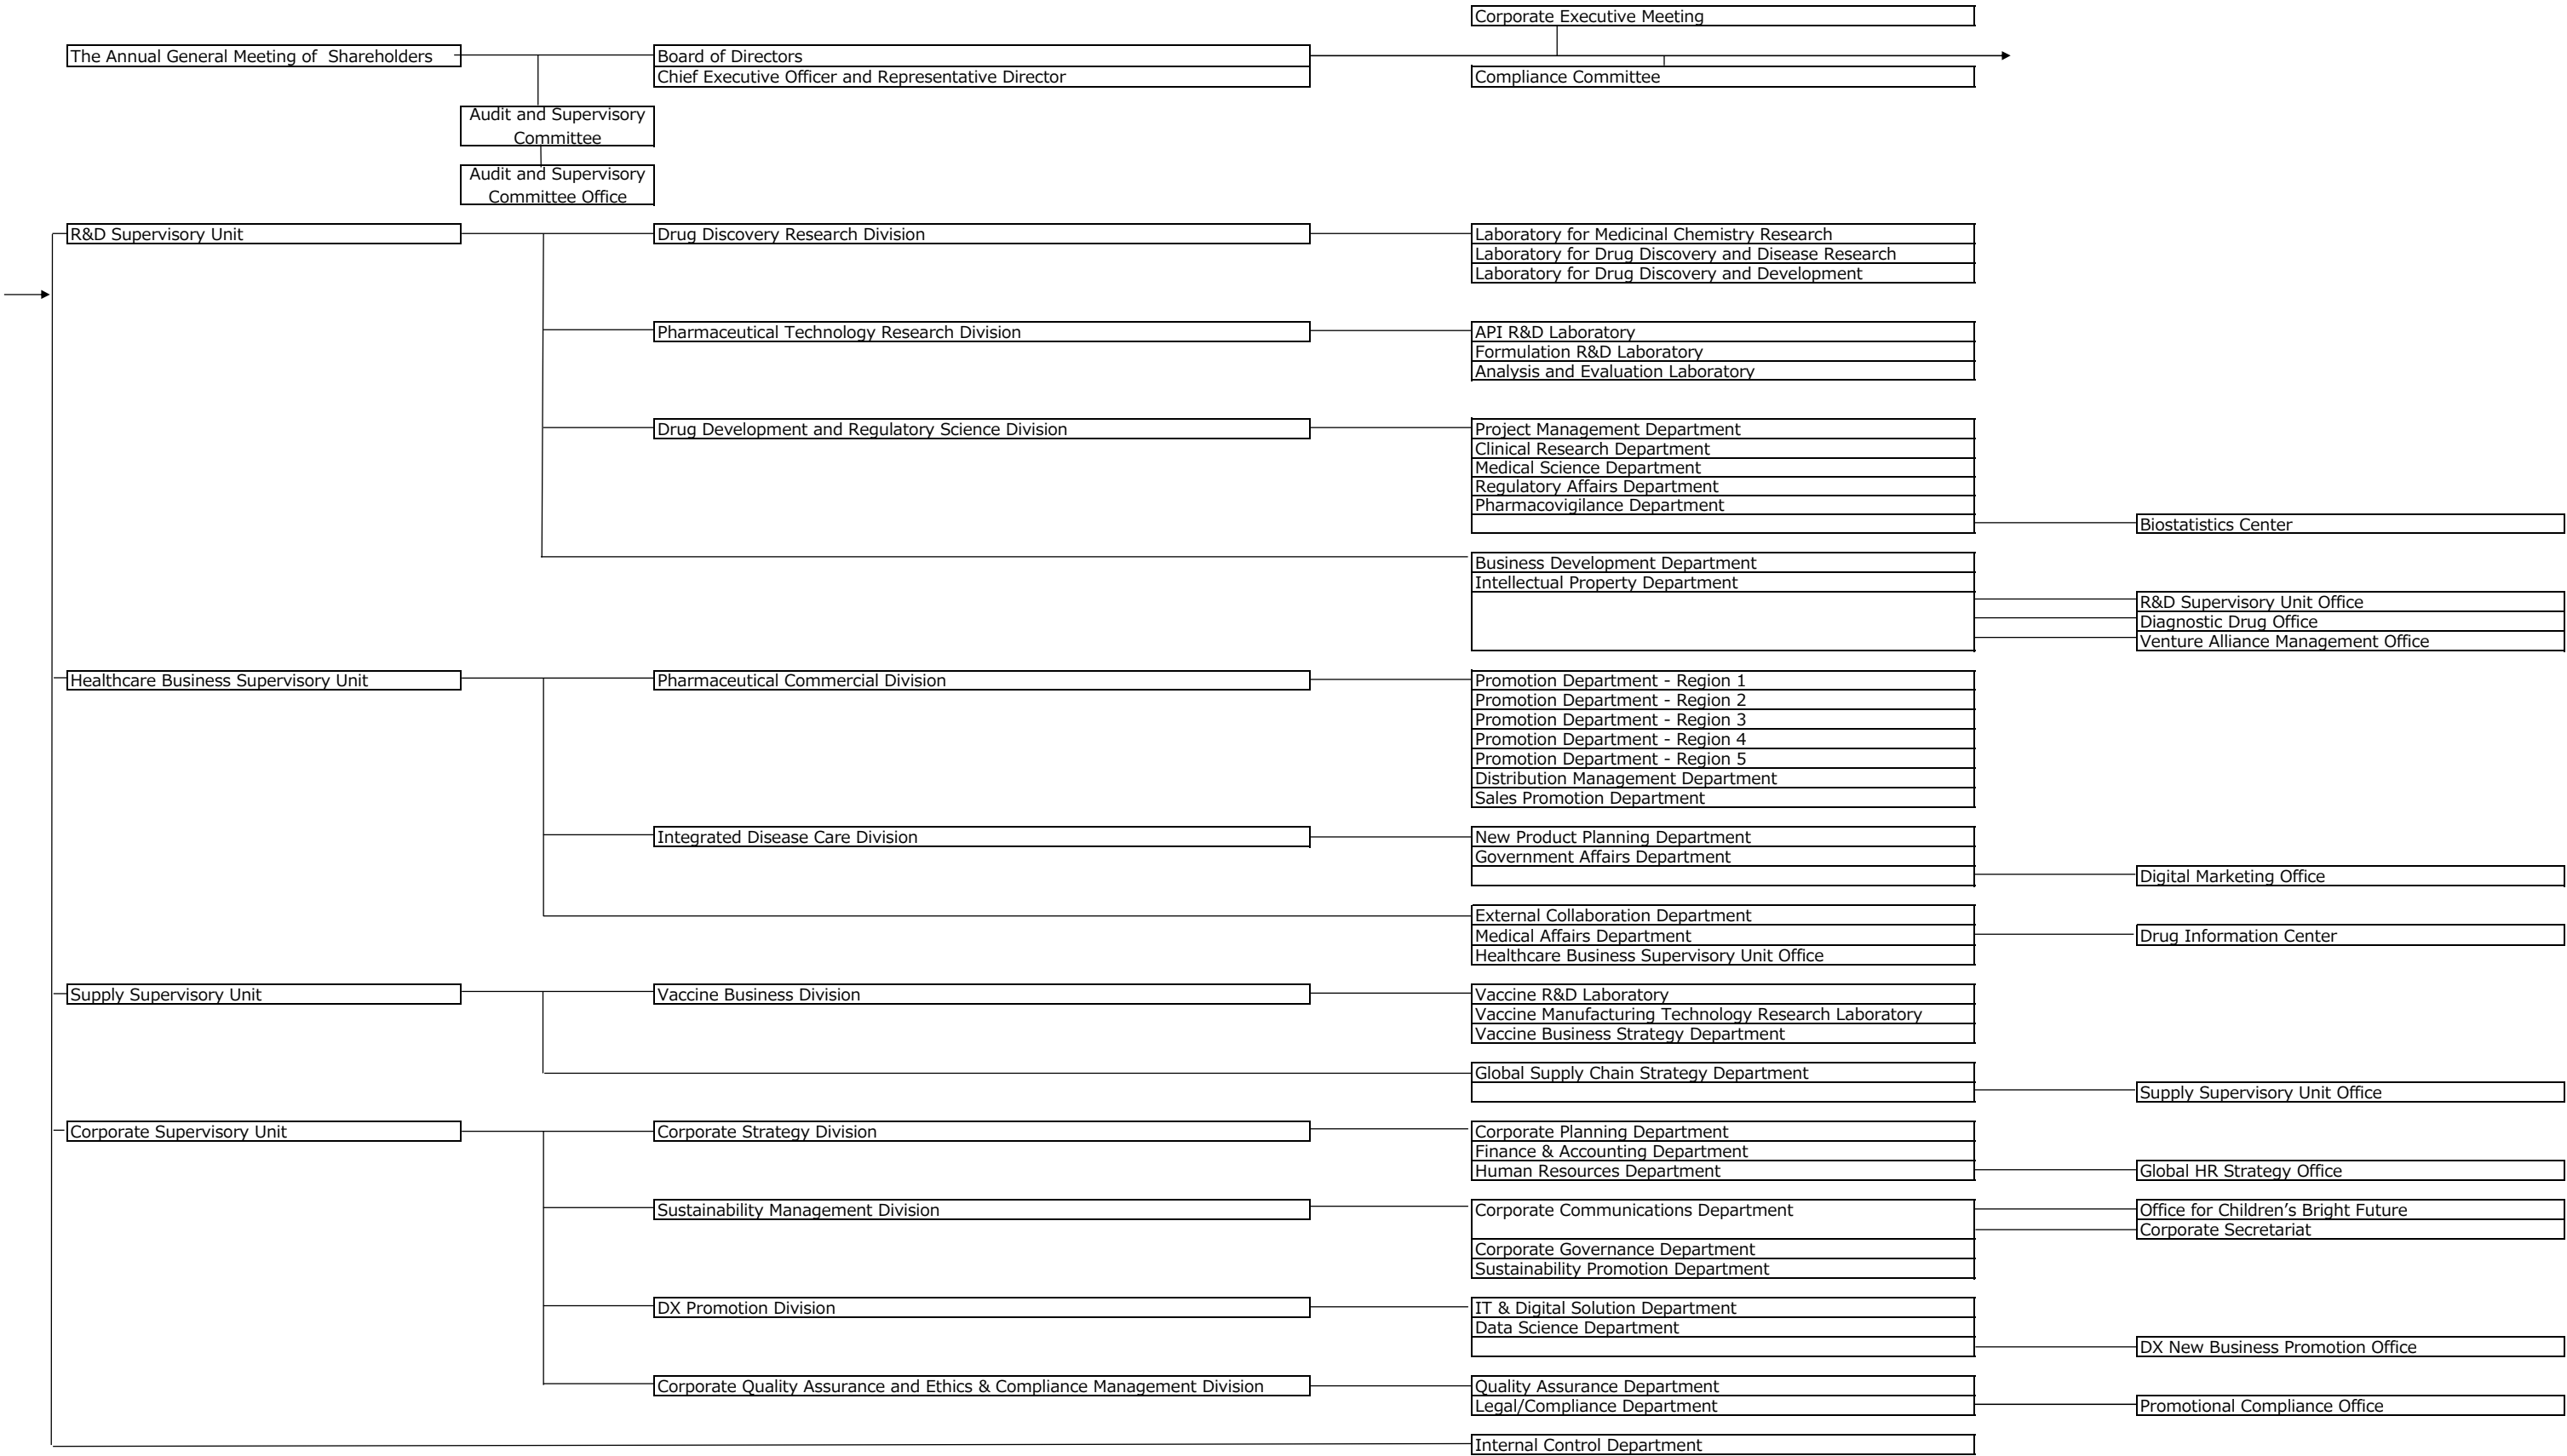 Corporate Executive Meeting
The Annual General Meeting of  Shareholders
Board of Directors
Chief Executive Officer and Representative Director
Compliance Committee
Audit and Supervisory
Committee
Audit and Supervisory
Committee Office
R&D Supervisory Unit
Drug Discovery Research Division
Laboratory for Medicinal Chemistry Research
Laboratory for Drug Discovery and Disease Research
Laboratory for Drug Discovery and Development
Pharmaceutical Technology Research Division
API R&D Laboratory
Formulation R&D Laboratory
Analysis and Evaluation Laboratory
Drug Development and Regulatory Science Division
Project Management Department
Clinical Research Department
Medical Science Department
Regulatory Affairs Department
Pharmacovigilance Department
Biostatistics Center
Business Development Department
Intellectual Property Department
R&D Supervisory Unit Office
Diagnostic Drug Office
Venture Alliance Management Office
Healthcare Business Supervisory Unit
Pharmaceutical Commercial Division
Promotion Department - Region 1
Promotion Department - Region 2
Promotion Department - Region 3
Promotion Department - Region 4
Promotion Department - Region 5
Distribution Management Department
Sales Promotion Department
Integrated Disease Care Division
New Product Planning Department
Government Affairs Department
Digital Marketing Office
External Collaboration Department
Medical Affairs Department
Drug Information Center
Healthcare Business Supervisory Unit Office
Supply Supervisory Unit
Vaccine Business Division
Vaccine R&D Laboratory
Vaccine Manufacturing Technology Research Laboratory
Vaccine Business Strategy Department
Global Supply Chain Strategy Department
Supply Supervisory Unit Office
Corporate Supervisory Unit
Corporate Strategy Division
Corporate Planning Department
Finance & Accounting Department
Human Resources Department
Global HR Strategy Office
Sustainability Management Division
Corporate Communications Department
Office for Children’s Bright Future
Corporate Secretariat
Corporate Governance Department
Sustainability Promotion Department
DX Promotion Division
IT & Digital Solution Department
Data Science Department
DX New Business Promotion Office
Corporate Quality Assurance and Ethics & Compliance Management Division
Quality Assurance Department
Legal/Compliance Department
Promotional Compliance Office
Internal Control Department